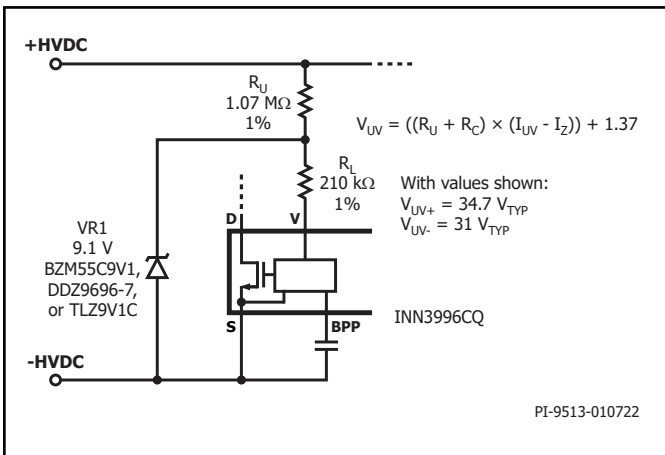 +HVDC
R_U
1.07 MΩ
1%
V_UV = ((R_U + R_C) × (I_UV - I_Z)) + 1.37
R_L
210 kΩ
1%
With values shown:
V_UV+ = 34.7 V_TYP
V_UV- = 31 V_TYP
D
V
VR1
9.1 V
BZM55C9V1,
DDZ9696-7,
or TLZ9V1C
INN3996CQ
S
BPP
-HVDC
PI-9513-010722